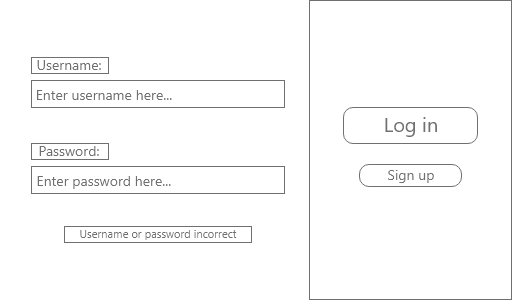 Username:
Enter username here...
Password:
Enter password here...
Username or password incorrect
Log in
Sign up